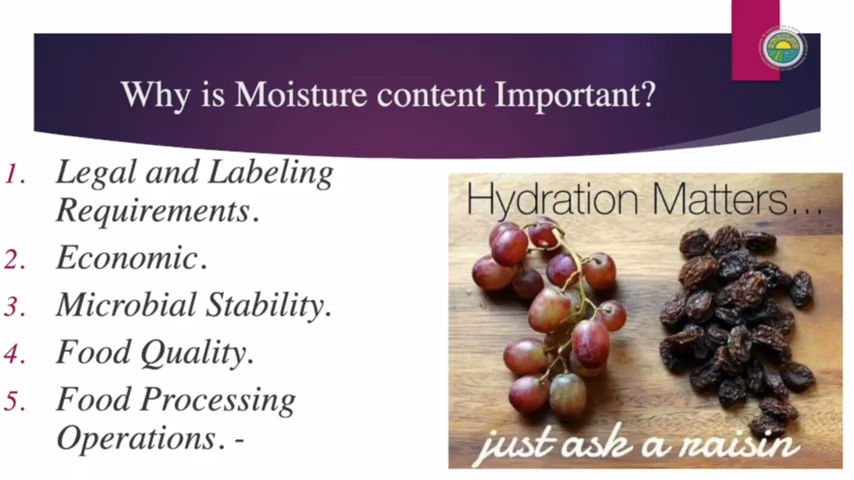 Why is Moisture content Important?
1. Legal and Labeling
Requirements.
2. Economic.
3. Microbial Stability.
4. Food Quality.
5. Food Processing
Operations. -
Hydration Matters...
just ask a raisin